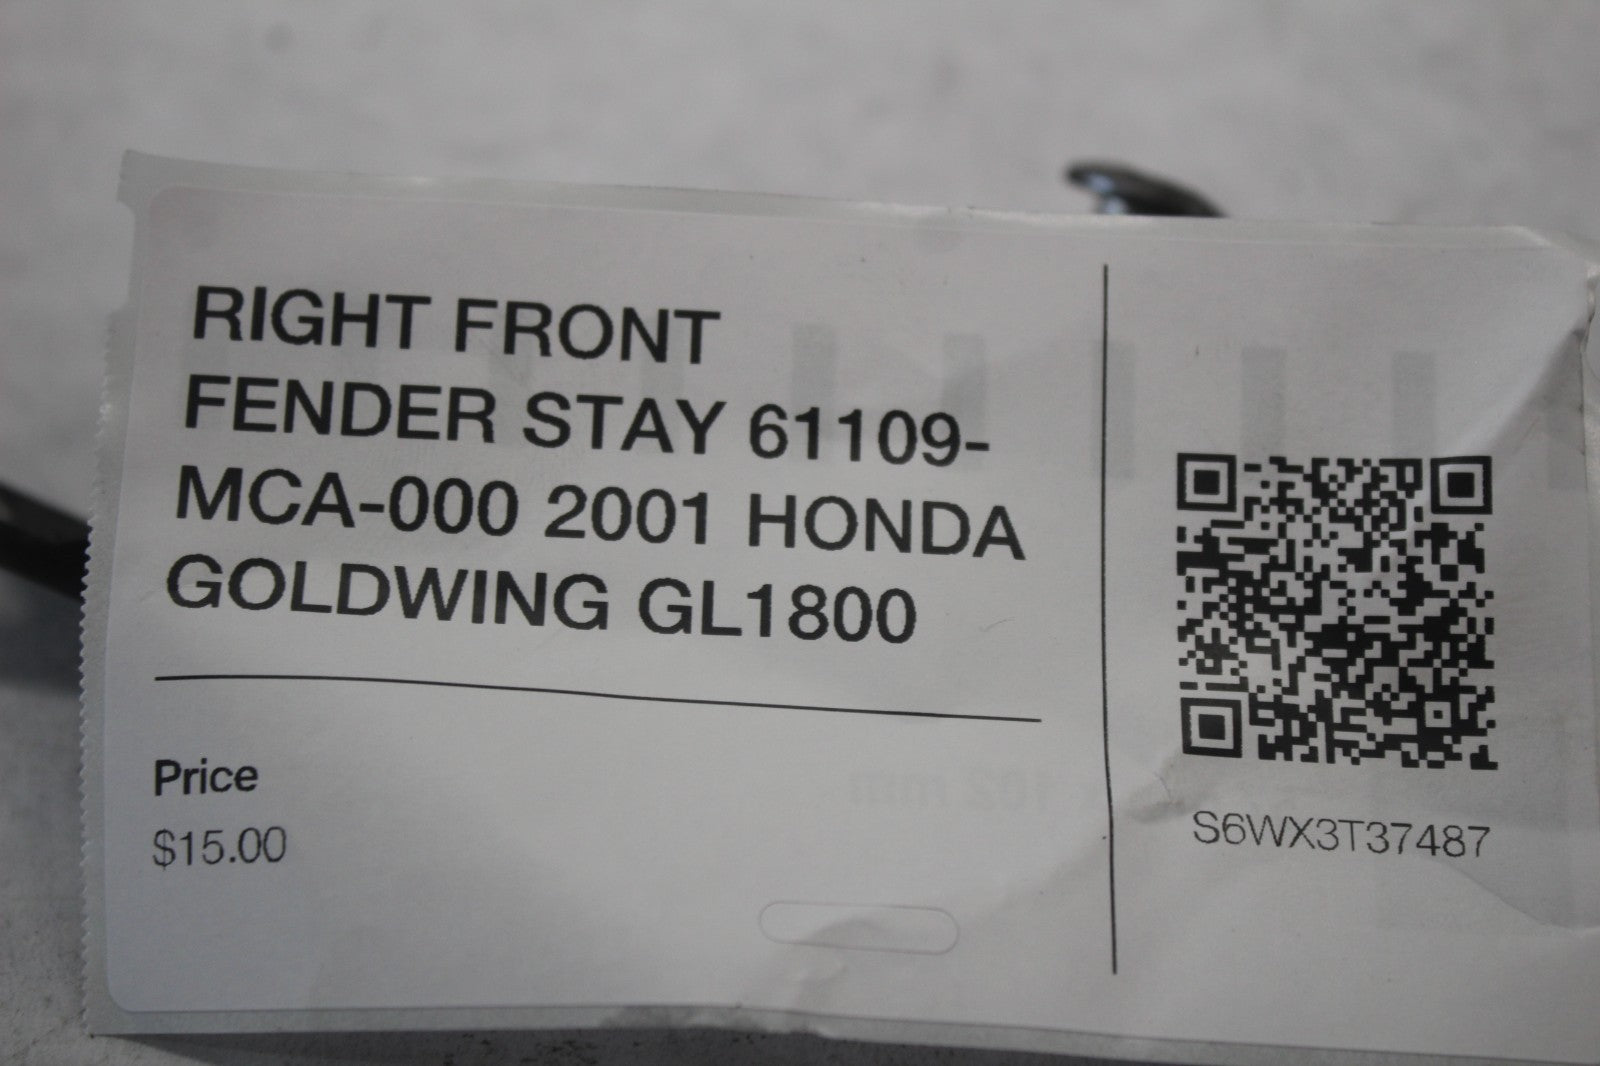 RIGHT FRONT
FENDER STAY 61109-
MCA-000 2001 HONDA
GOLDWING GL1800
Price
$15.00
S6WX3T37487